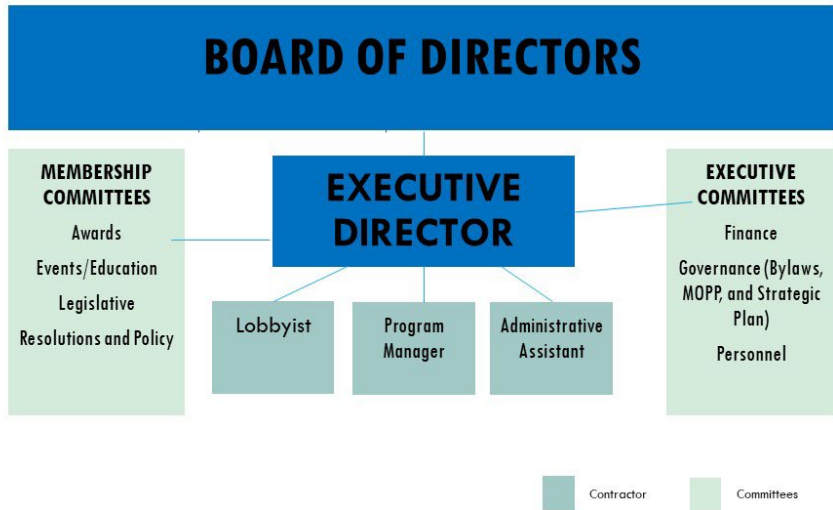 BOARD OF DIRECTORS
MEMBERSHIP
COMMITTEES
Awards
Events/Education
Legislative
Resolutions and Policy
EXECUTIVE
DIRECTOR
EXECUTIVE
COMMITTEES
Finance
Governance (Bylaws,
MOPP, and Strategic
Plan)
Personnel
Lobbyist
Program
Manager
Administrative
Assistant
Contractor
Committees